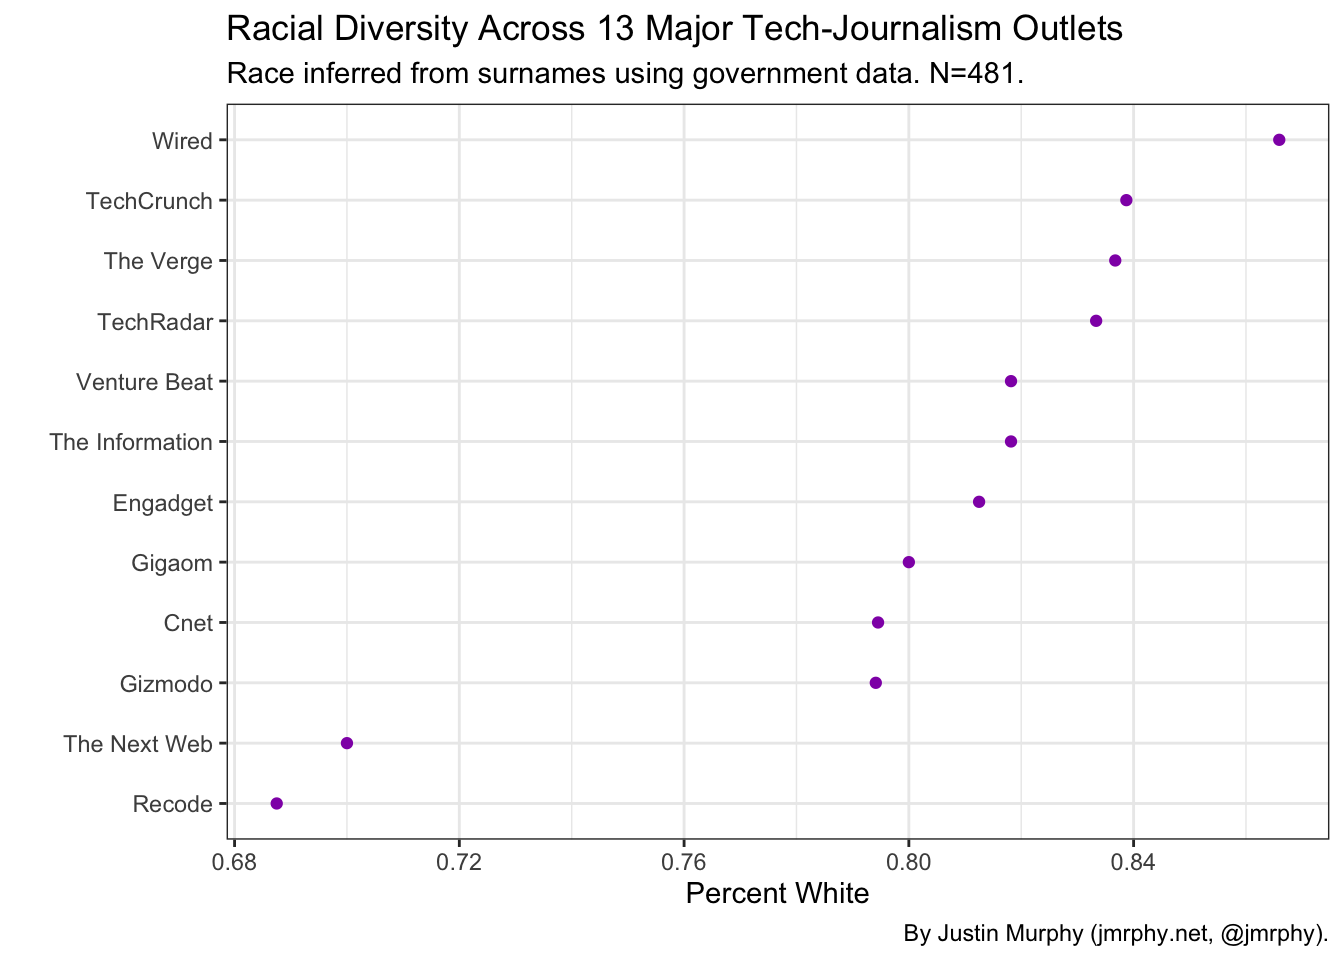 Racial Diversity Across 13 Major Tech-Journalism Outlets
Race inferred from surnames using government data. N=481.
Wired
TechCrunch
The Verge
TechRadar
Venture Beat
The Information
Engadget
Gigaom
Cnet
Gizmodo
The Next Web
Recode
0.68 0.72 0.76 0.80 0.84
Percent White
By Justin Murphy (jmrphy.net, @jmrphy).